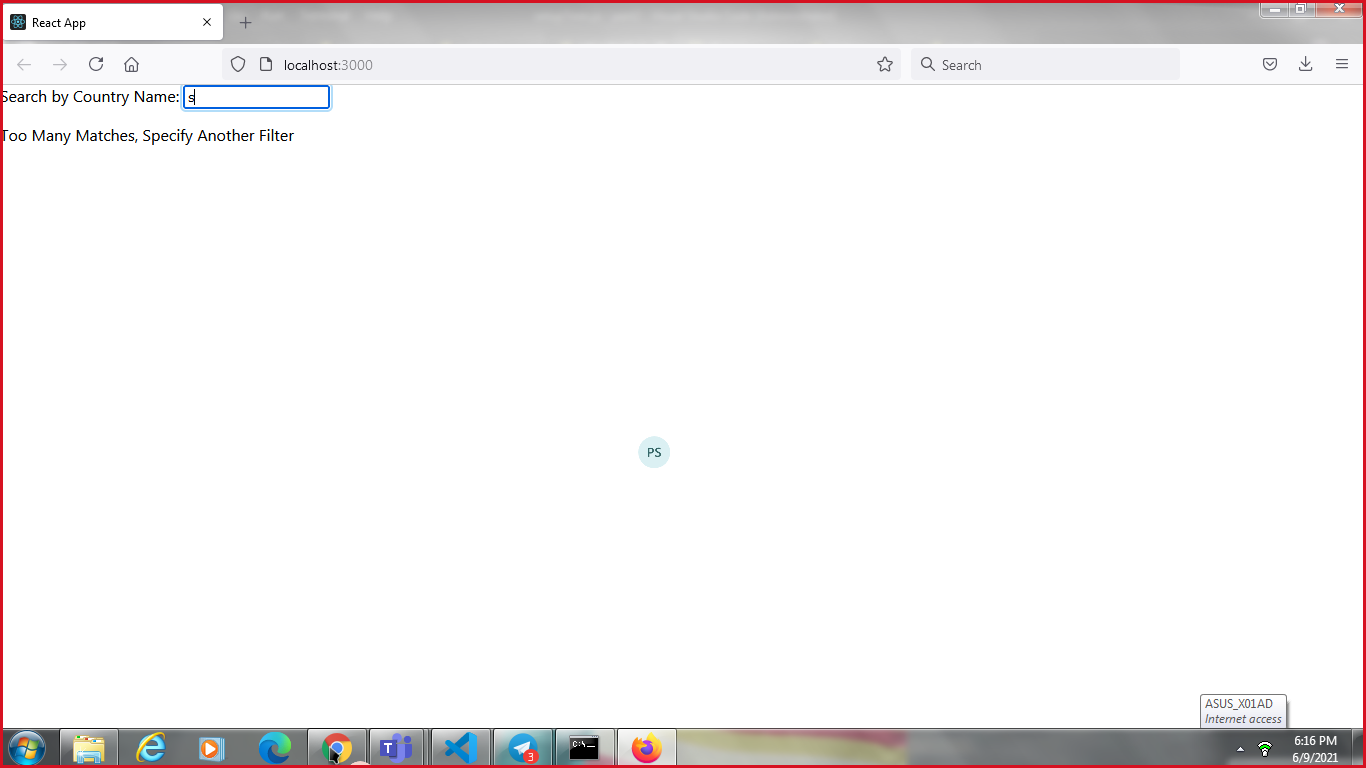 React App
localhost:3000
Search
Search by Country Name: s
Too Many Matches, Specify Another Filter
PS
ASUS_X01AD
Internet access
T
3
C:\
6:16 PM
6/9/2021